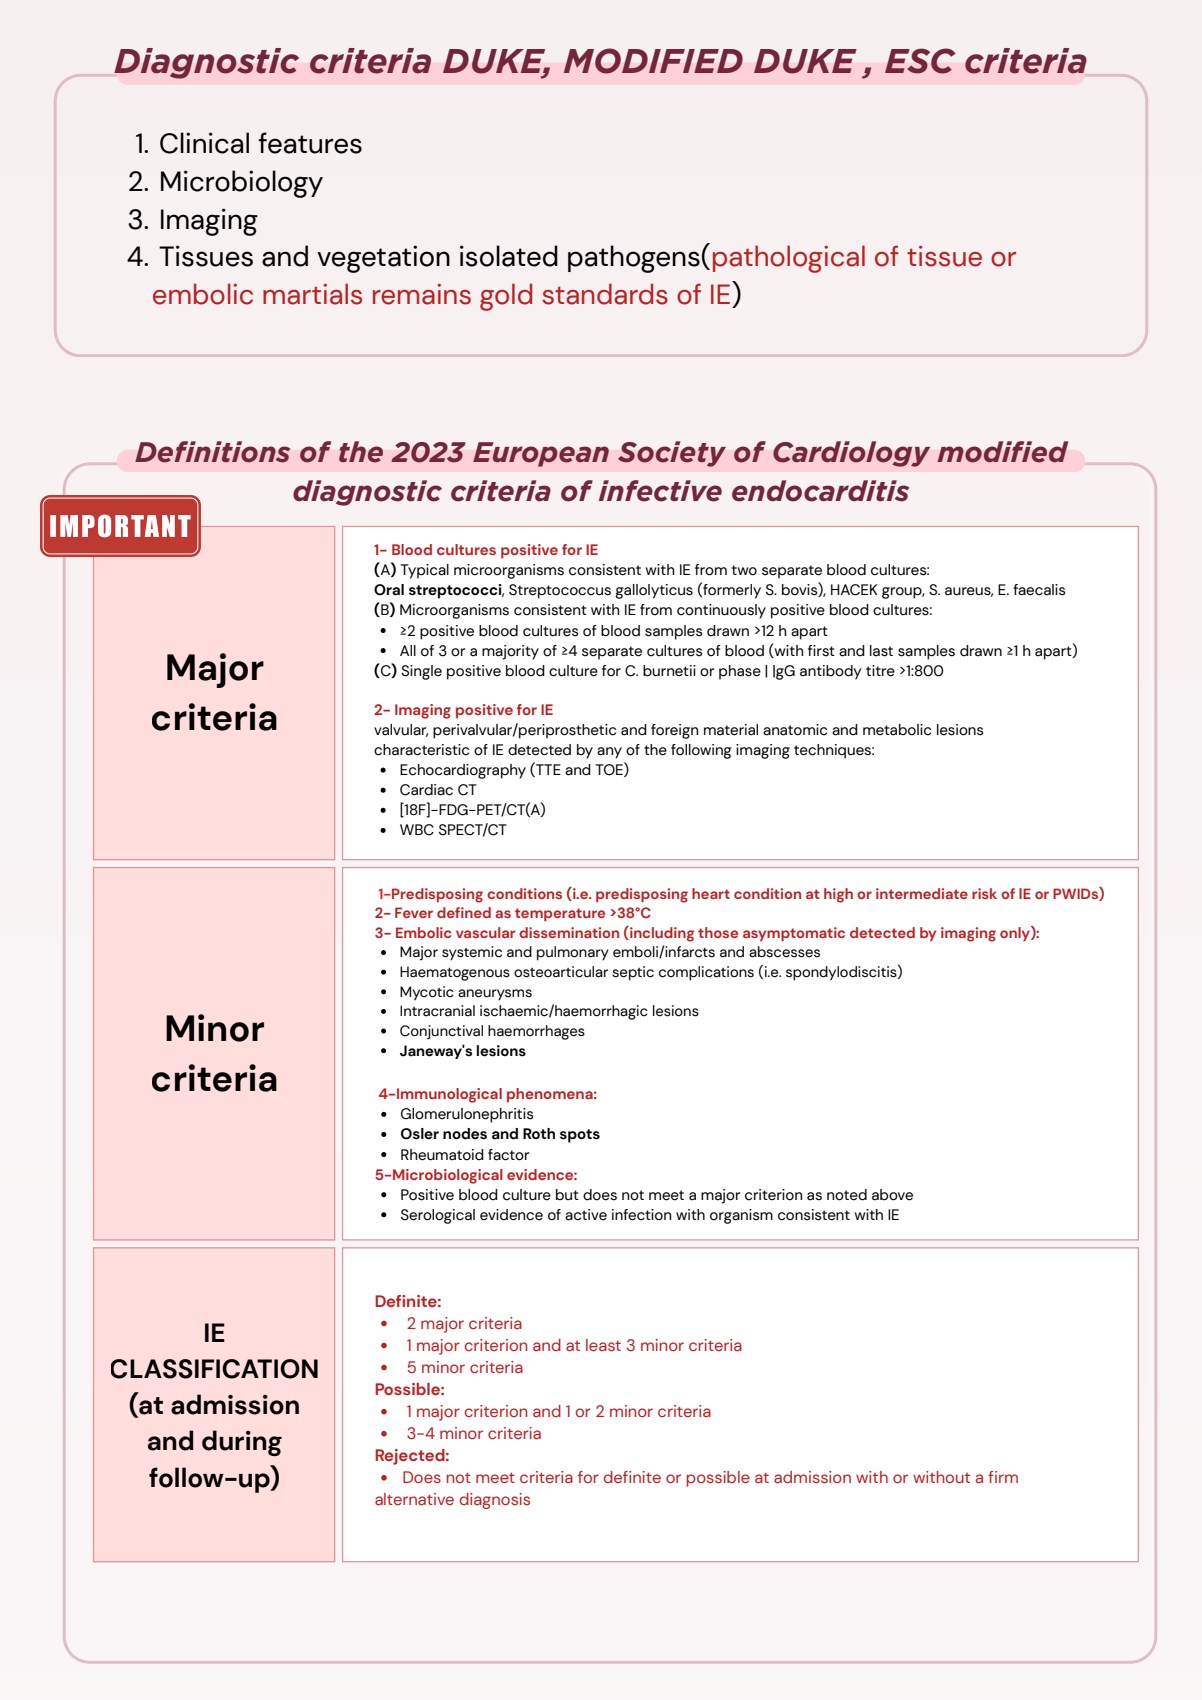 Diagnostic criteria DUKE, MODIFIED DUKE , ESC criteria
1. Clinical features
2. Microbiology
3. Imaging
4. Tissues and vegetation isolated pathogens(pathological of tissue or
embolic martials remains gold standards of IE)
Definitions of the 2023 European Society of Cardiology modified
diagnostic criteria of infective endocarditis
IMPORTANT
Major
criteria
1- Blood cultures positive for IE
(A) Typical microorganisms consistent with IE from two separate blood cultures:
Oral streptococci, Streptococcus gallolyticus (formerly S. bovis), HACEK group, S. aureus, E. faecalis
(B) Microorganisms consistent with IE from continuously positive blood cultures:
• ≥2 positive blood cultures of blood samples drawn >12 h apart
• All of 3 or a majority of ≥4 separate cultures of blood (with first and last samples drawn ≥1 h apart)
(C) Single positive blood culture for C. burnetii or phase | IgG antibody titre >1:800
2- Imaging positive for IE
valvular, perivalvular/periprosthetic and foreign material anatomic and metabolic lesions
characteristic of IE detected by any of the following imaging techniques:
• Echocardiography (TTE and TOE)
• Cardiac CT
• [18F]-FDG-PET/CT(A)
• WBC SPECT/CT
Minor
criteria
1-Predisposing conditions (i.e. predisposing heart condition at high or intermediate risk of IE or PWIDs)
2- Fever defined as temperature >38°C
3- Embolic vascular dissemination (including those asymptomatic detected by imaging only):
• Major systemic and pulmonary emboli/infarcts and abscesses
• Haematogenous osteoarticular septic complications (i.e. spondylodiscitis)
• Mycotic aneurysms
• Intracranial ischaemic/haemorrhagic lesions
• Conjunctival haemorrhages
• Janeway's lesions
4-Immunological phenomena:
• Glomerulonephritis
• Osler nodes and Roth spots
• Rheumatoid factor
5-Microbiological evidence:
• Positive blood culture but does not meet a major criterion as noted above
• Serological evidence of active infection with organism consistent with IE
IE
CLASSIFICATION
(at admission
and during
follow-up)
Definite:
• 2 major criteria
• 1 major criterion and at least 3 minor criteria
• 5 minor criteria
Possible:
• 1 major criterion and 1 or 2 minor criteria
• 3-4 minor criteria
Rejected:
• Does not meet criteria for definite or possible at admission with or without a firm
alternative diagnosis